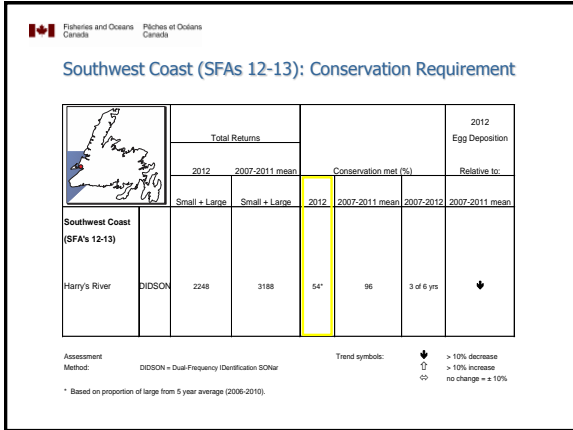 Fisheries and Oceans Pêches et Océans
Canada Canada
Southwest Coast (SFAs 12-13): Conservation Requirement
2012
Total Returns Egg Deposition
2012 2007-2011 mean Conservation met (%) Relative to:
Small + Large Small + Large 2012 2007-2011 mean 2007-2012 2007-2011 mean
Southwest Coast
(SFA's 12-13)
Harry's River DIDSON 2248 3188 54* 96 3 of 6 yrs
Assessment Trend symbols: > 10% decrease
Method: DIDSON = Dual-Frequency IDentification SONar > 10% increase
no change = ± 10%
* Based on proportion of large from 5 year average (2006-2010).